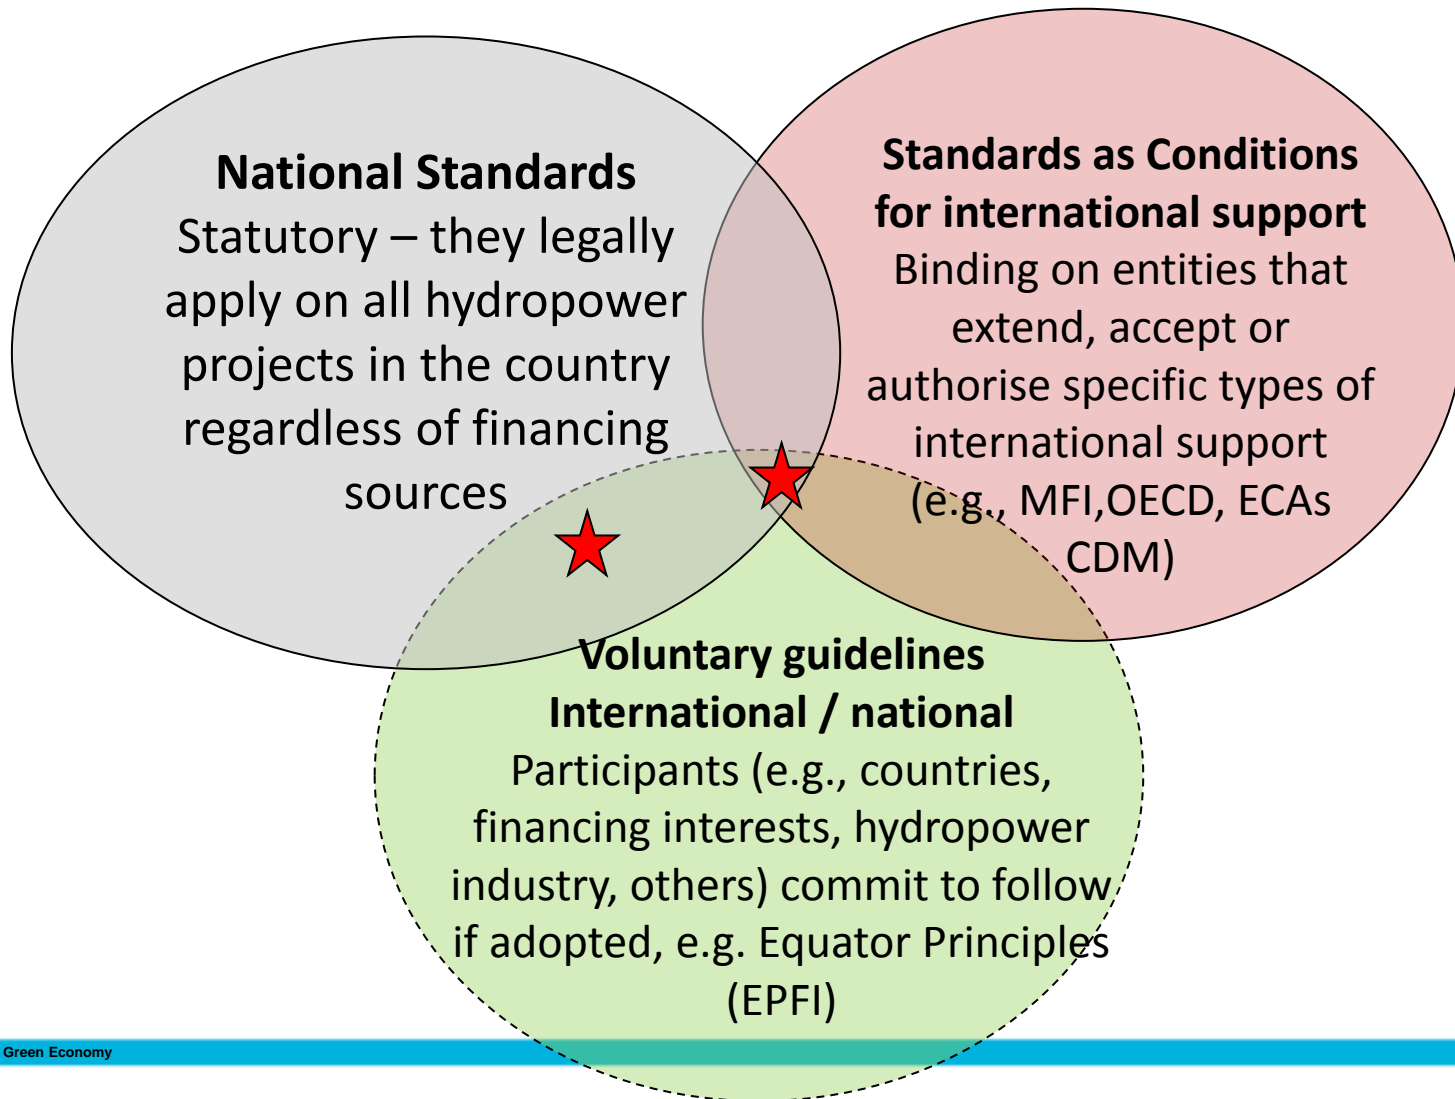 National Standards
Statutory – they legally
apply on all hydropower
projects in the country
regardless of financing
sources
Standards as Conditions
for international support
Binding on entities that
extend, accept or
authorise specific types of
international support
(e.g., MFI,OECD, ECAs
CDM)
Voluntary guidelines
International / national
Participants (e.g., countries,
financing interests, hydropower
industry, others) commit to follow
if adopted, e.g. Equator Principles
(EPFI)
Green Economy